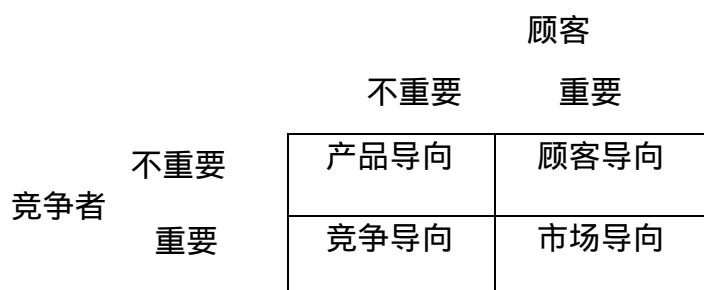 顾客
不重要 重要
不重要 产品导向 顾客导向
竞争者
重要 竞争导向 市场导向